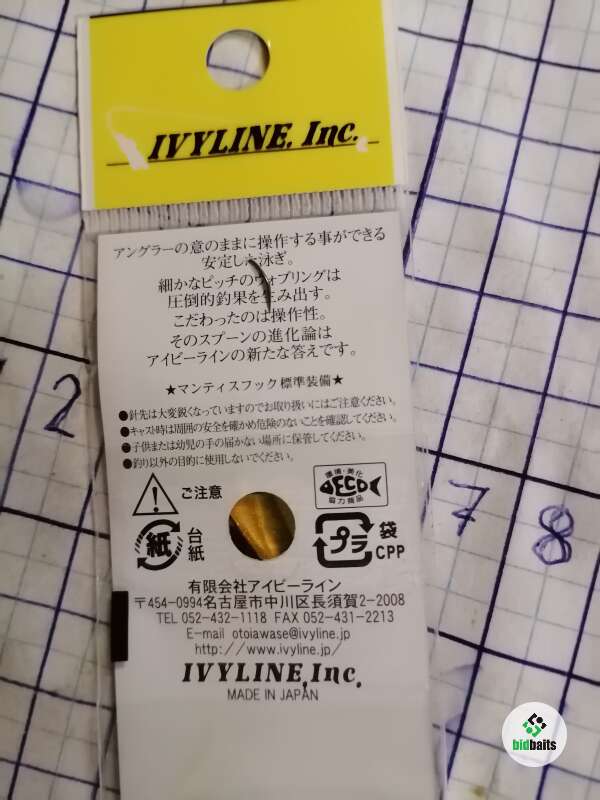 IVYLINE, Inc.
アングラーの意のままに操作する事ができる
安定した泳ぎ。
細かなピッチのウォブリングは
圧倒的釣果を生み出す。
こだわったのは操作性。
そのスプーンの進化論は
アイビーラインの新たな答えです。
★マンティスフック標準装備★
●針先は大変鋭くなっていますのでお取り扱いにはご注意ください。
●キャスト時は周囲の安全を確かめ危険のないことを確認してください。
●子供または幼児の手の届かない場所に保管してください。
●釣り以外の目的に使用しないでください。
2
ご注意
環境・美化
ECO
協力商品
紙
台紙
プラ
袋
CPP
7 8
有限会社アイビーライン
〒454-0994名古屋市中川区長須賀2-2008
TEL 052-432-1118 FAX 052-431-2213
E-mail otoiawase@ivyline.jp
http://www.ivyline.jp/
IVYLINE, Inc.
MADE IN JAPAN
bidbaits